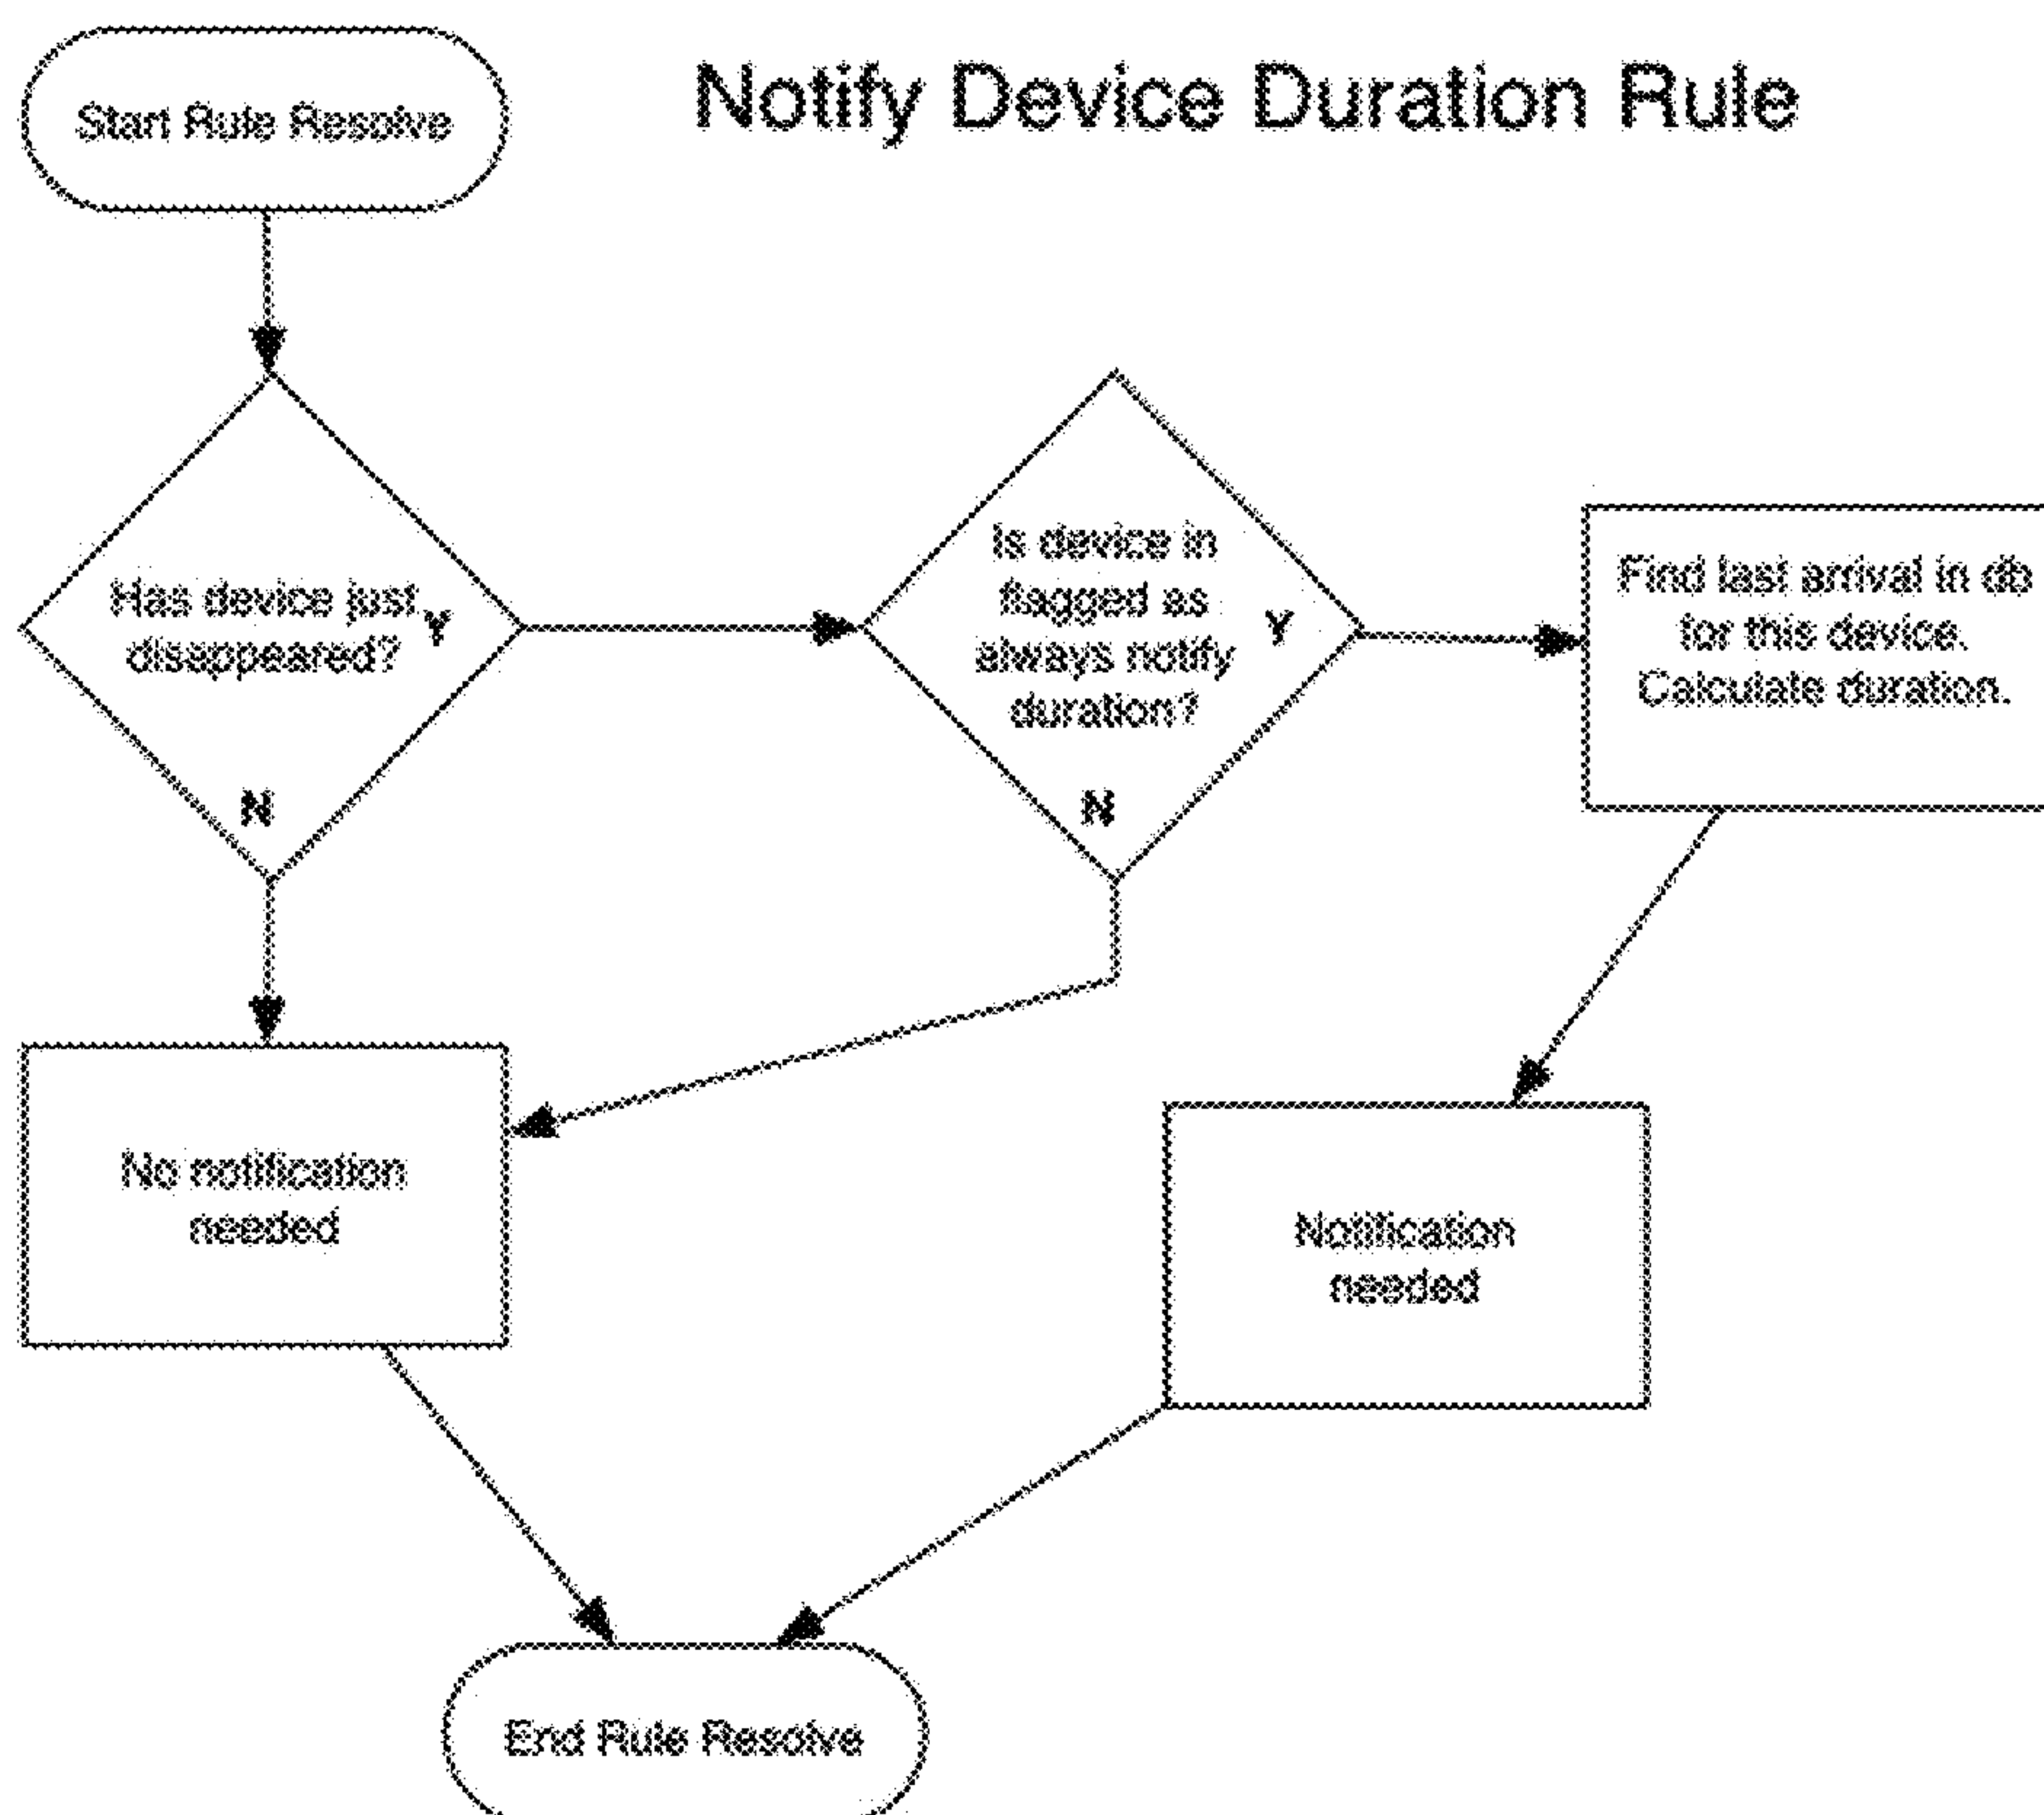 Notify Device Duration Rule
Start Rule Resolve
Has device just
disappeared?
Y
N
Is device in
flagged as
always notify
duration?
Y
N
Find last arrival in db
for this device.
Calculate duration.
No notification
needed
Notification
needed
End Rule Resolve